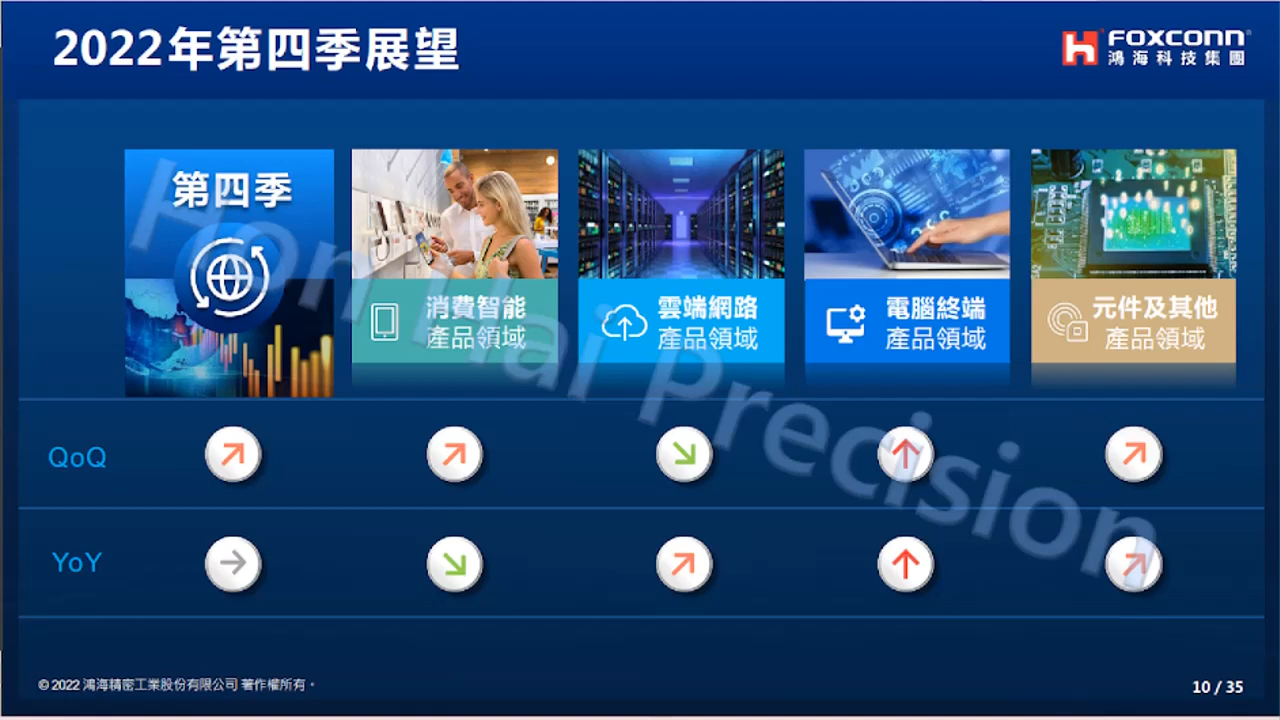 2022年第四季展望
FOXCONN
鴻海科技集團
第四季
消費智能
產品領域
雲端網路
產品領域
電腦終端
產品領域
元件及其他
產品領域
Hon Hai Precision
QoQ
YoY
© 2022 鴻海精密工業股份有限公司 著作權所有。
10 / 35